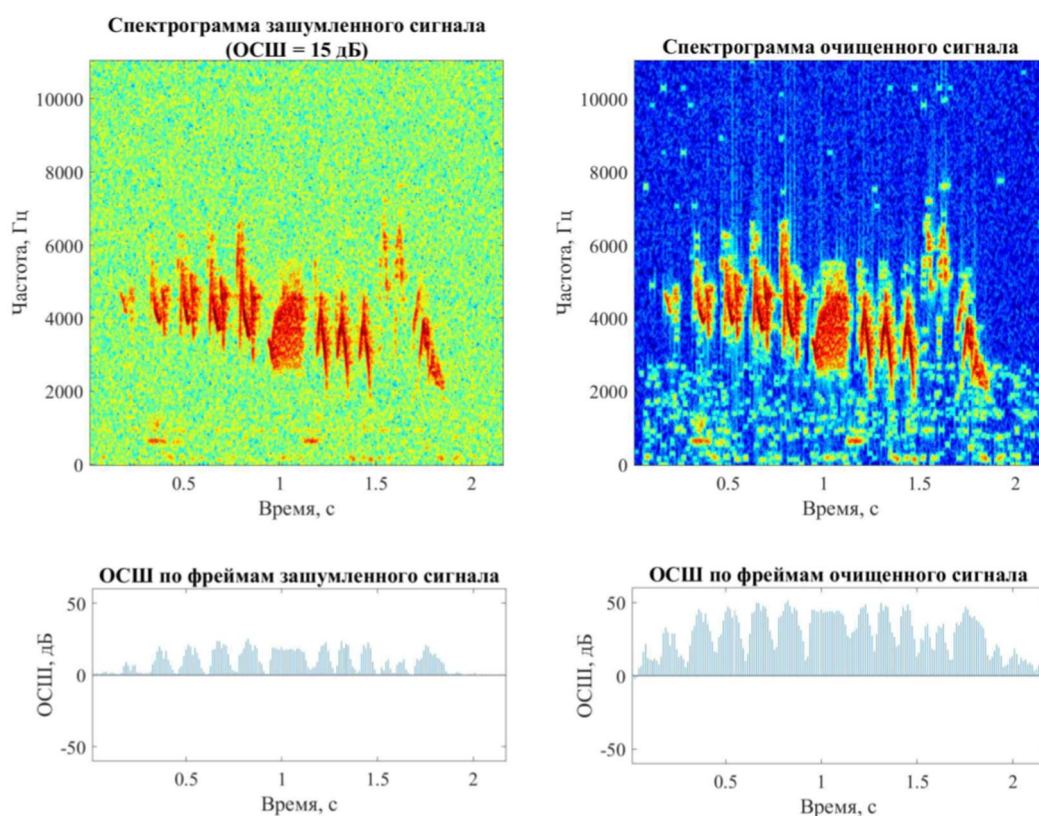 Спектрограмма зашумленного сигнала
(ОСШ = 15 дБ)
10000
8000
6000
4000
2000
0
Частота, Гц
0.5
1
1.5
2
Время, с
Спектрограмма очищенного сигнала
10000
8000
6000
4000
2000
0
Частота, Гц
0.5
1
1.5
2
Время, с
ОСШ по фреймам зашумленного сигнала
50
0
-50
ОСШ, дБ
0.5
1
1.5
2
Время, с
ОСШ по фреймам очищенного сигнала
50
0
-50
ОСШ, дБ
0.5
1
1.5
2
Время, с